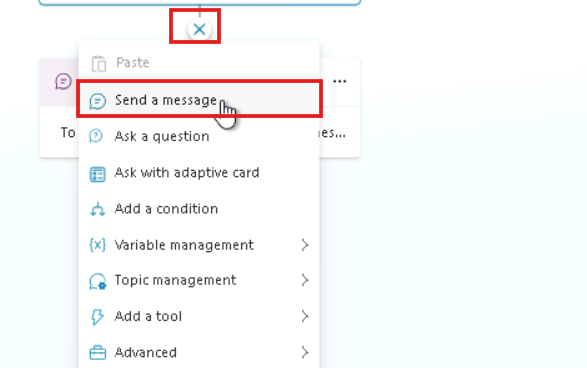 Paste
Send a message
To
Ask a question
es...
Ask with adaptive card
Add a condition
{x} Variable management
Topic management
Add a tool
Advanced